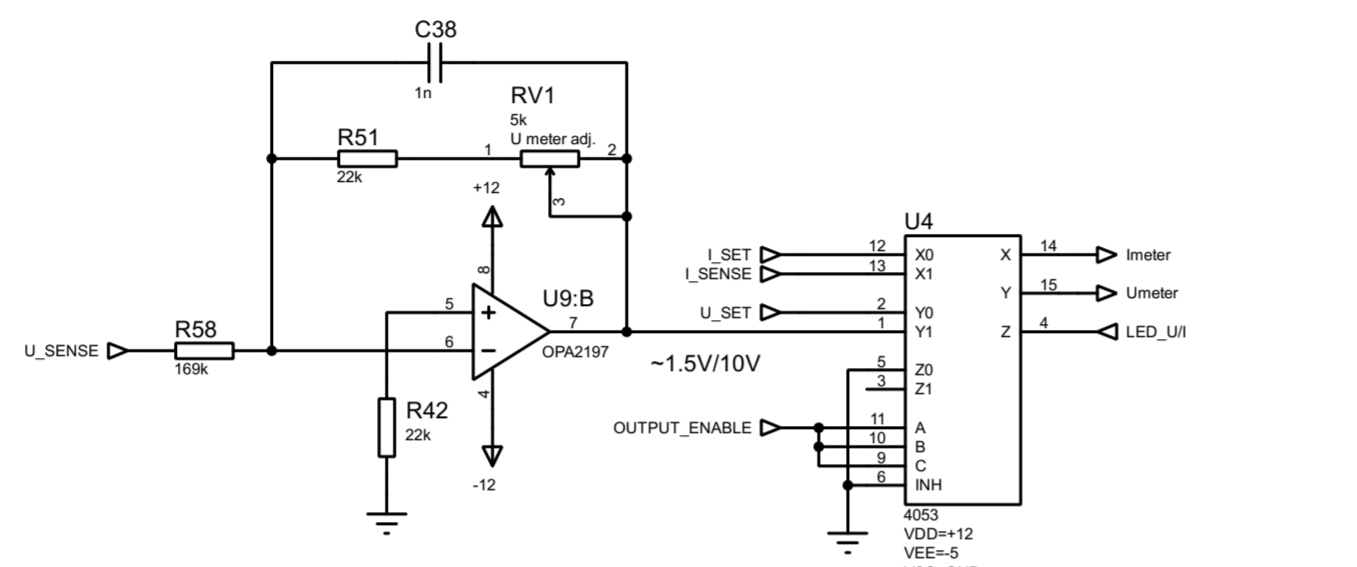 C38
1n
RV1
5k
U meter adj.
R51
22k
1
2
3
+12
8
U9:B
5
+
7
6
−
OPA2197
4
-12
U_SENSE
R58
169k
R42
22k
~1.5V/10V
U4
I_SET 12 X0 X 14 Imeter
I_SENSE 13 X1
Y 15 Umeter
U_SET 2 Y0
1 Y1 Z 4 LED_U/I
5 Z0
3 Z1
OUTPUT_ENABLE 11 A
10 B
9 C
6 INH
4053
VDD=+12
VEE=-5